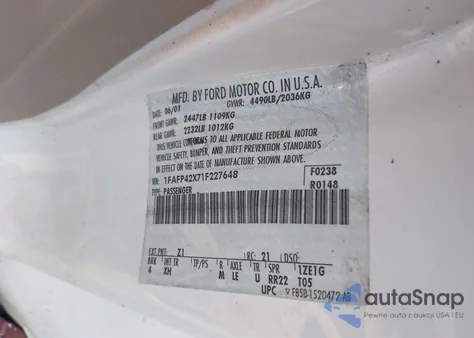 MFD. BY FORD MOTOR CO. IN U.S.A.
DATE: 06/01 GVWR: 4490LB/2036KG
FRONT GAWR: 2447LB 1109KG
REAR GAWR: 2232LB 1012KG
THIS VEHICLE CONFORMS TO ALL APPLICABLE FEDERAL MOTOR
VEHICLE SAFETY, BUMPER, AND THEFT PREVENTION STANDARDS
IN EFFECT ON THE DATE OF MANUFACTURE SHOWN ABOVE.
VIN: 1FAFP42X71F227648 F0238
TYPE: PASSENGER R0148
EXT PNT: Z1 RC: 21 DSO:
BRK INT TR TP/PS R AXLE TR SPR 1ZE1G
4 XH M LE U RR22 T05
UPC F85B-1520472-AB
autoSnap
Pewne auta z aukcji USA i EU